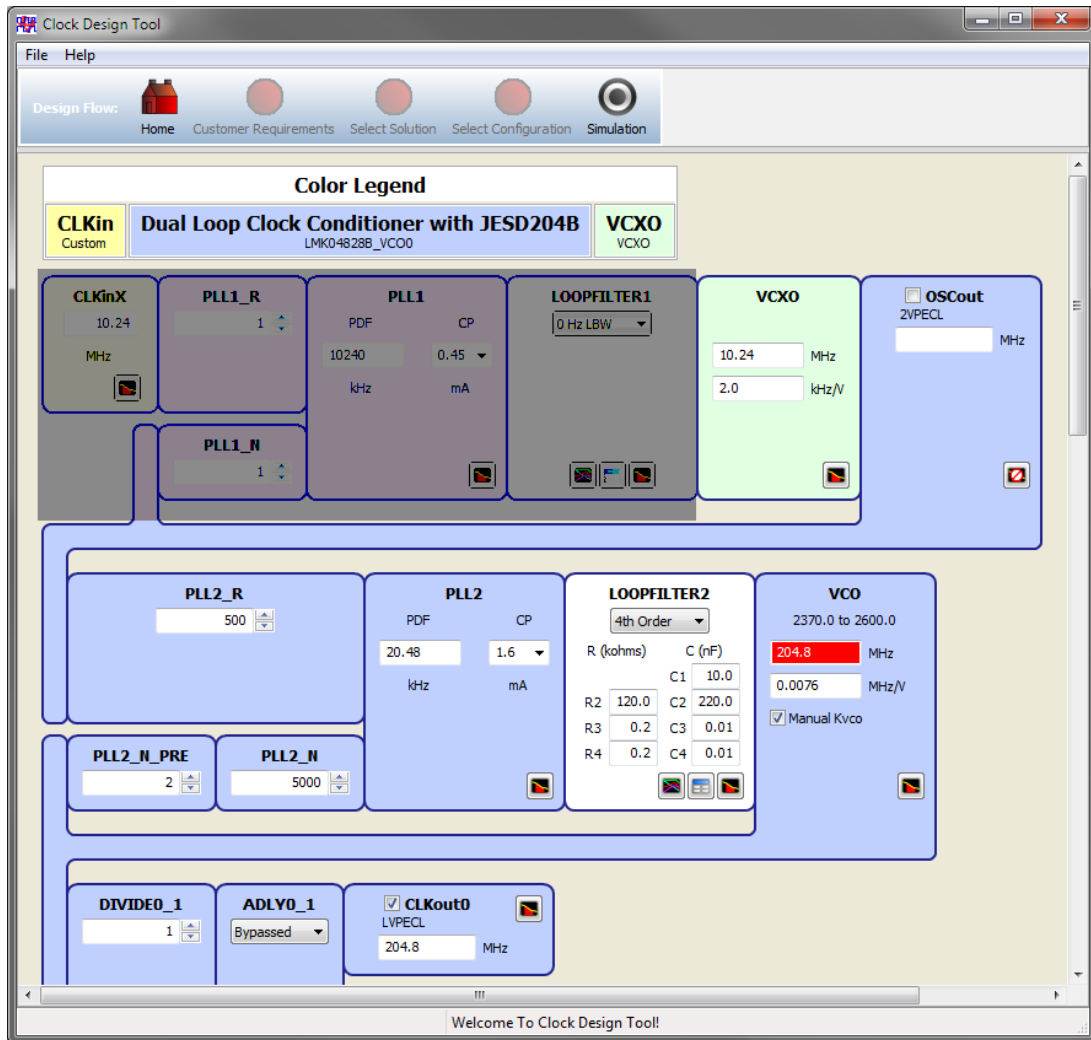 Clock Design Tool
File Help
Design Flow:
Home Customer Requirements Select Solution Select Configuration Simulation
Color Legend
CLKin Dual Loop Clock Conditioner with JESD204B VCXO
Custom LMK04828B_VCO0 VCXO
CLKinX PLL1_R PLL1 LOOPFILTER1 VCXO OSCout
2VPECL
10.24 1 PDF CP 0 Hz LBW
MHz
MHz 10240 0.45 10.24 MHz
kHz mA 2.0 kHz/V
PLL1_N
1
PLL2_R PLL2 LOOPFILTER2 VCO
500 PDF CP 4th Order 2370.0 to 2600.0
20.48 1.6 R (kohms) C (nF) 204.8 MHz
kHz mA C1 10.0 0.0076 MHz/V
R2 120.0 C2 220.0 Manual Kvco
R3 0.2 C3 0.01
R4 0.2 C4 0.01
PLL2_N_PRE PLL2_N
2 5000
DIVIDE0_1 ADLY0_1 CLKout0
LVPECL
1 Bypassed 204.8 MHz
Welcome To Clock Design Tool!